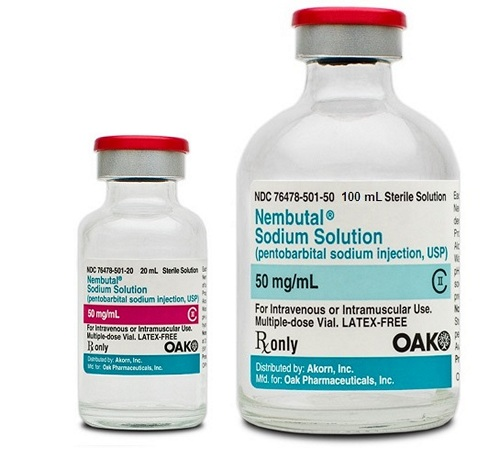 NDC 76478-501-20 20 mL Sterile Solution
Nembutal®
Sodium Solution
(pentobarbital sodium injection, USP)
50 mg/mL CII
For Intravenous or Intramuscular Use.
Multiple-dose Vial. LATEX-FREE
Rx only OAK
Distributed by: Akorn, Inc.
Mfd. for: Oak Pharmaceuticals, Inc.
NDC 76478-501-50 100 mL Sterile Solution
Nembutal®
Sodium Solution
(pentobarbital sodium injection, USP)
50 mg/mL CII
For Intravenous or Intramuscular Use.
Multiple-dose Vial. LATEX-FREE
Rx only OAK
Distributed by: Akorn, Inc.
Mfd. for: Oak Pharmaceuticals, Inc.